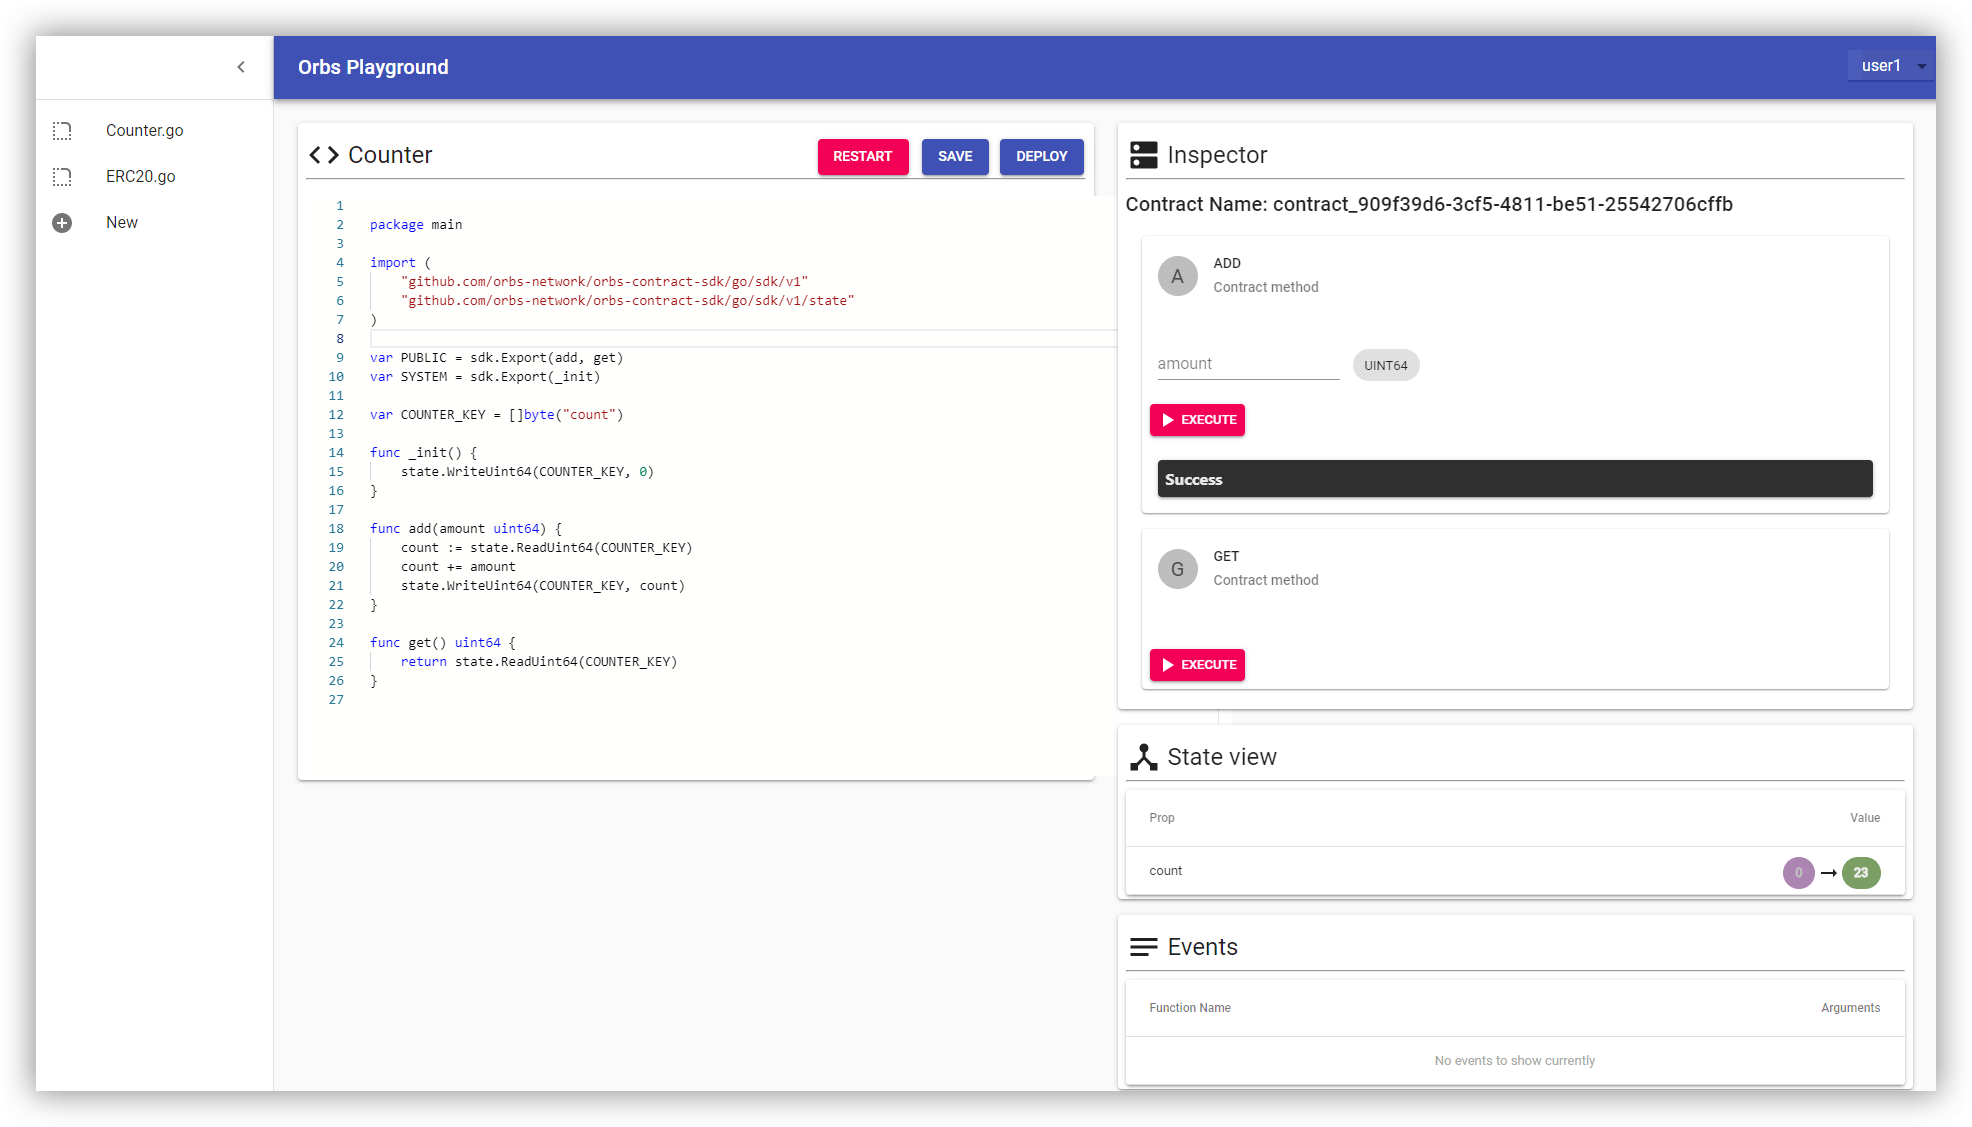 Orbs Playground
user1
Counter.go
ERC20.go
New
Counter
RESTART
SAVE
DEPLOY
1
2 package main
3
4 import (
5 "github.com/orbs-network/orbs-contract-sdk/go/sdk/v1"
6 "github.com/orbs-network/orbs-contract-sdk/go/sdk/v1/state"
7 )
8
9 var PUBLIC = sdk.Export(add, get)
10 var SYSTEM = sdk.Export(_init)
11
12 var COUNTER_KEY = []byte("count")
13
14 func _init() {
15 state.WriteUint64(COUNTER_KEY, 0)
16 }
17
18 func add(amount uint64) {
19 count := state.ReadUint64(COUNTER_KEY)
20 count += amount
21 state.WriteUint64(COUNTER_KEY, count)
22 }
23
24 func get() uint64 {
25 return state.ReadUint64(COUNTER_KEY)
26 }
27
Inspector
Contract Name: contract_909f39d6-3cf5-4811-be51-25542706cffb
A
ADD
Contract method
amount
UINT64
EXECUTE
Success
G
GET
Contract method
EXECUTE
State view
Prop Value
count 0 → 23
Events
Function Name Arguments
No events to show currently